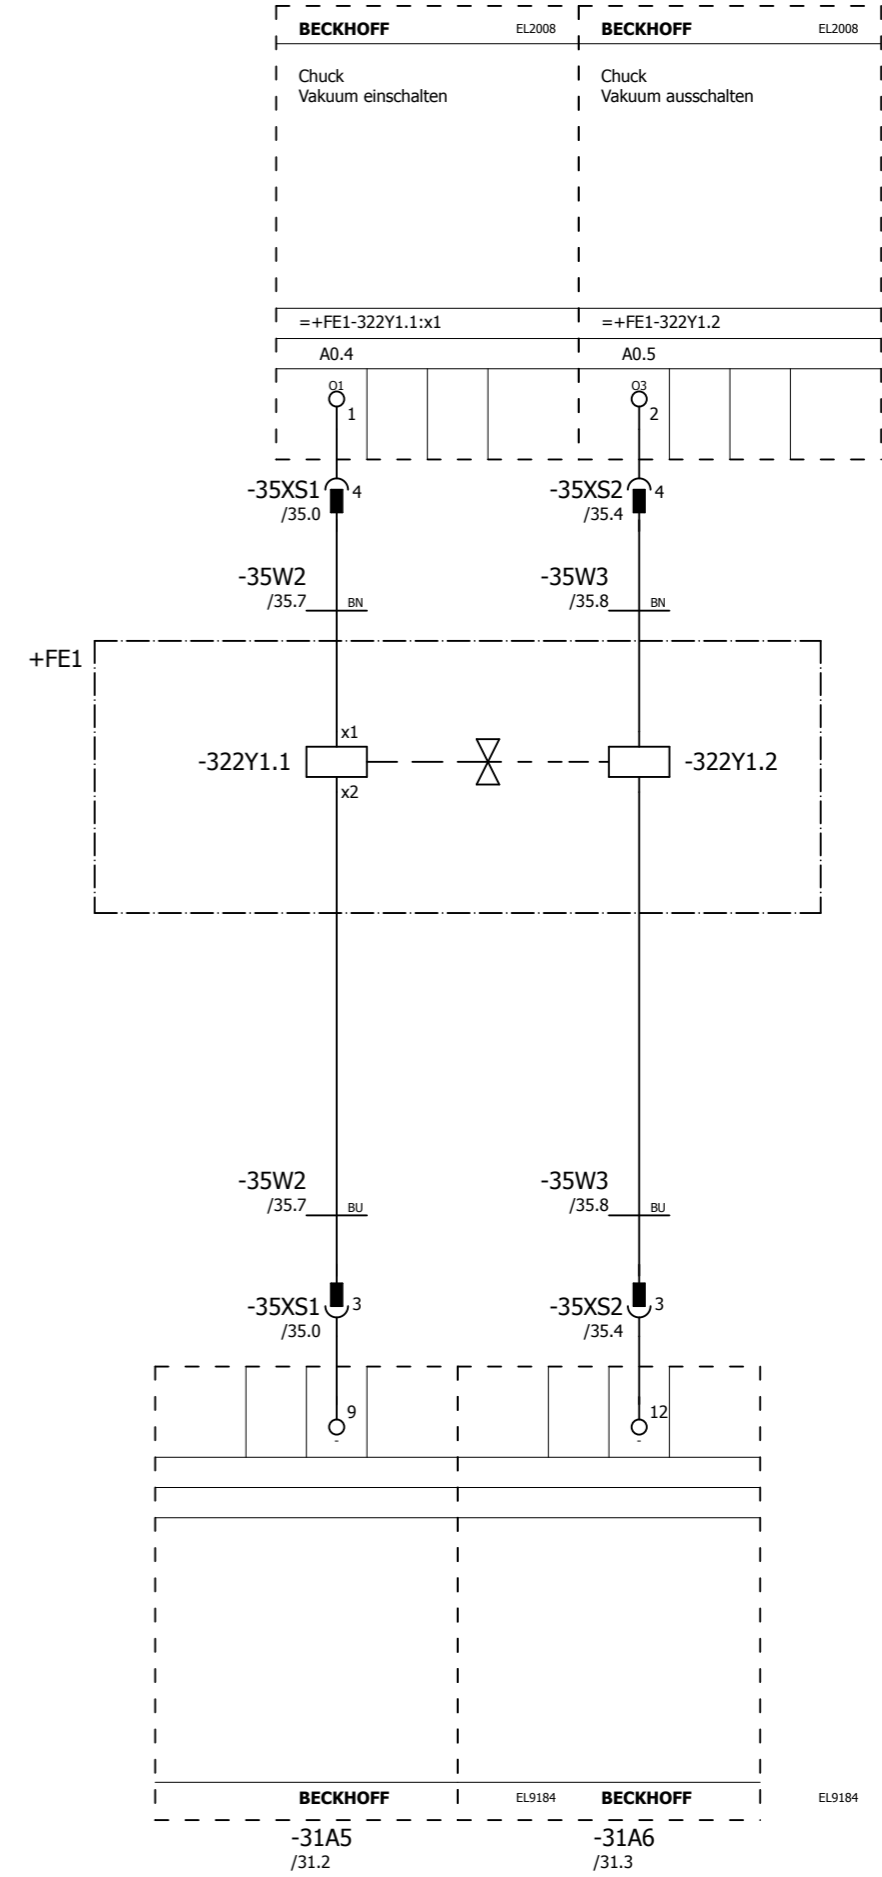 BECKHOFF EL2008 BECKHOFF EL2008
Chuck Chuck
Vakuum einschalten Vakuum ausschalten
=+FE1-322Y1.1:x1 =+FE1-322Y1.2
A0.4 A0.5
O1 O3
1 2
-35XS1 4 -35XS2 4
/35.0 /35.4
-35W2 -35W3
/35.7 BN /35.8 BN
+FE1
x1
-322Y1.1 -322Y1.2
x2
-35W2 -35W3
/35.7 BU /35.8 BU
-35XS1 3 -35XS2 3
/35.0 /35.4
9 12
- -
BECKHOFF EL9184 BECKHOFF EL9184
-31A5 -31A6
/31.2 /31.3